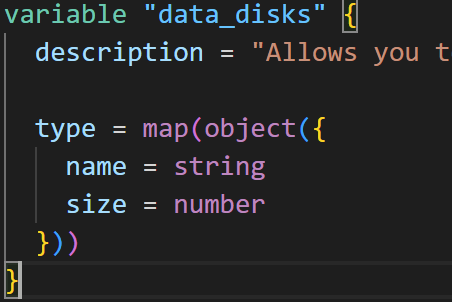 variable "data_disks" {
description = "Allows you t
type = map(object({
name = string
size = number
}))
}